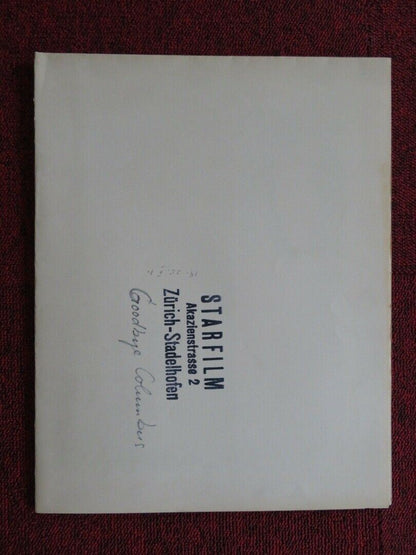 STARFILM
Akazienstrasse 2
Zürich-Stadelhofen
Goodbye Columbus